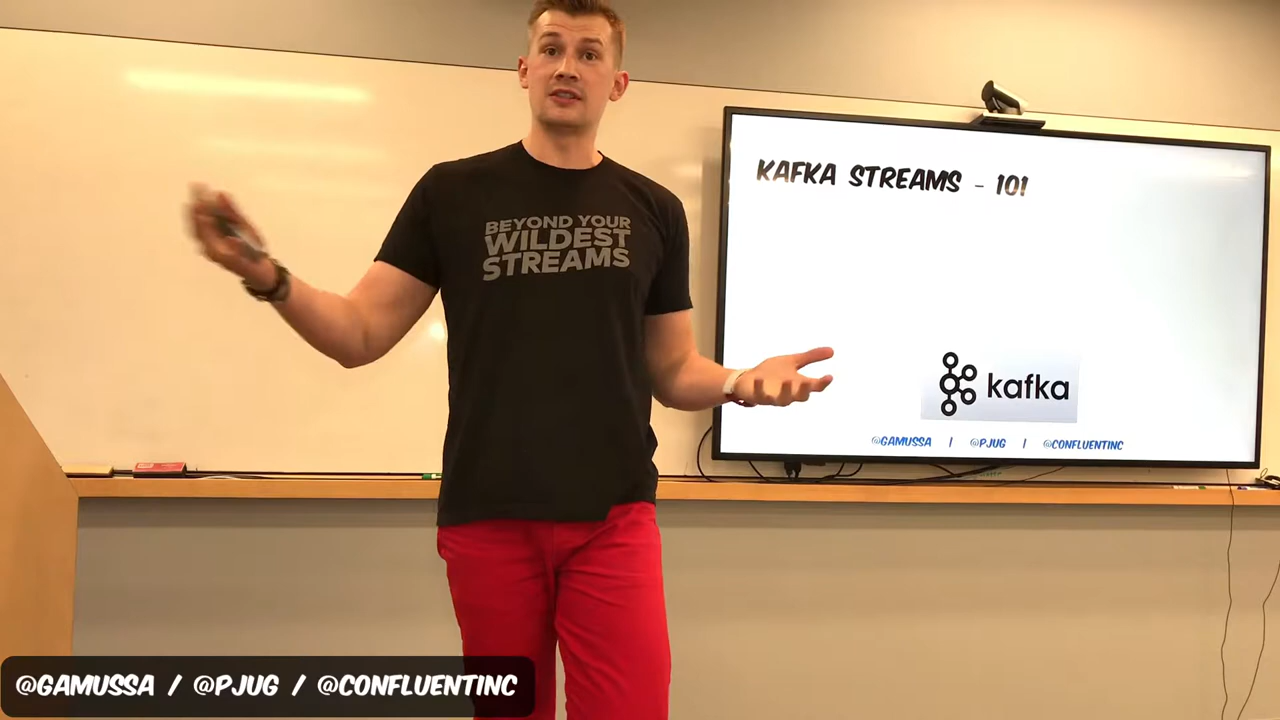 KAFKA STREAMS - 101
BEYOND YOUR
WILDEST
STREAMS
kafka
@GAMUSSA | @PJUG | @CONFLUENTINC
@GAMUSSA / @PJUG / @CONFLUENTINC